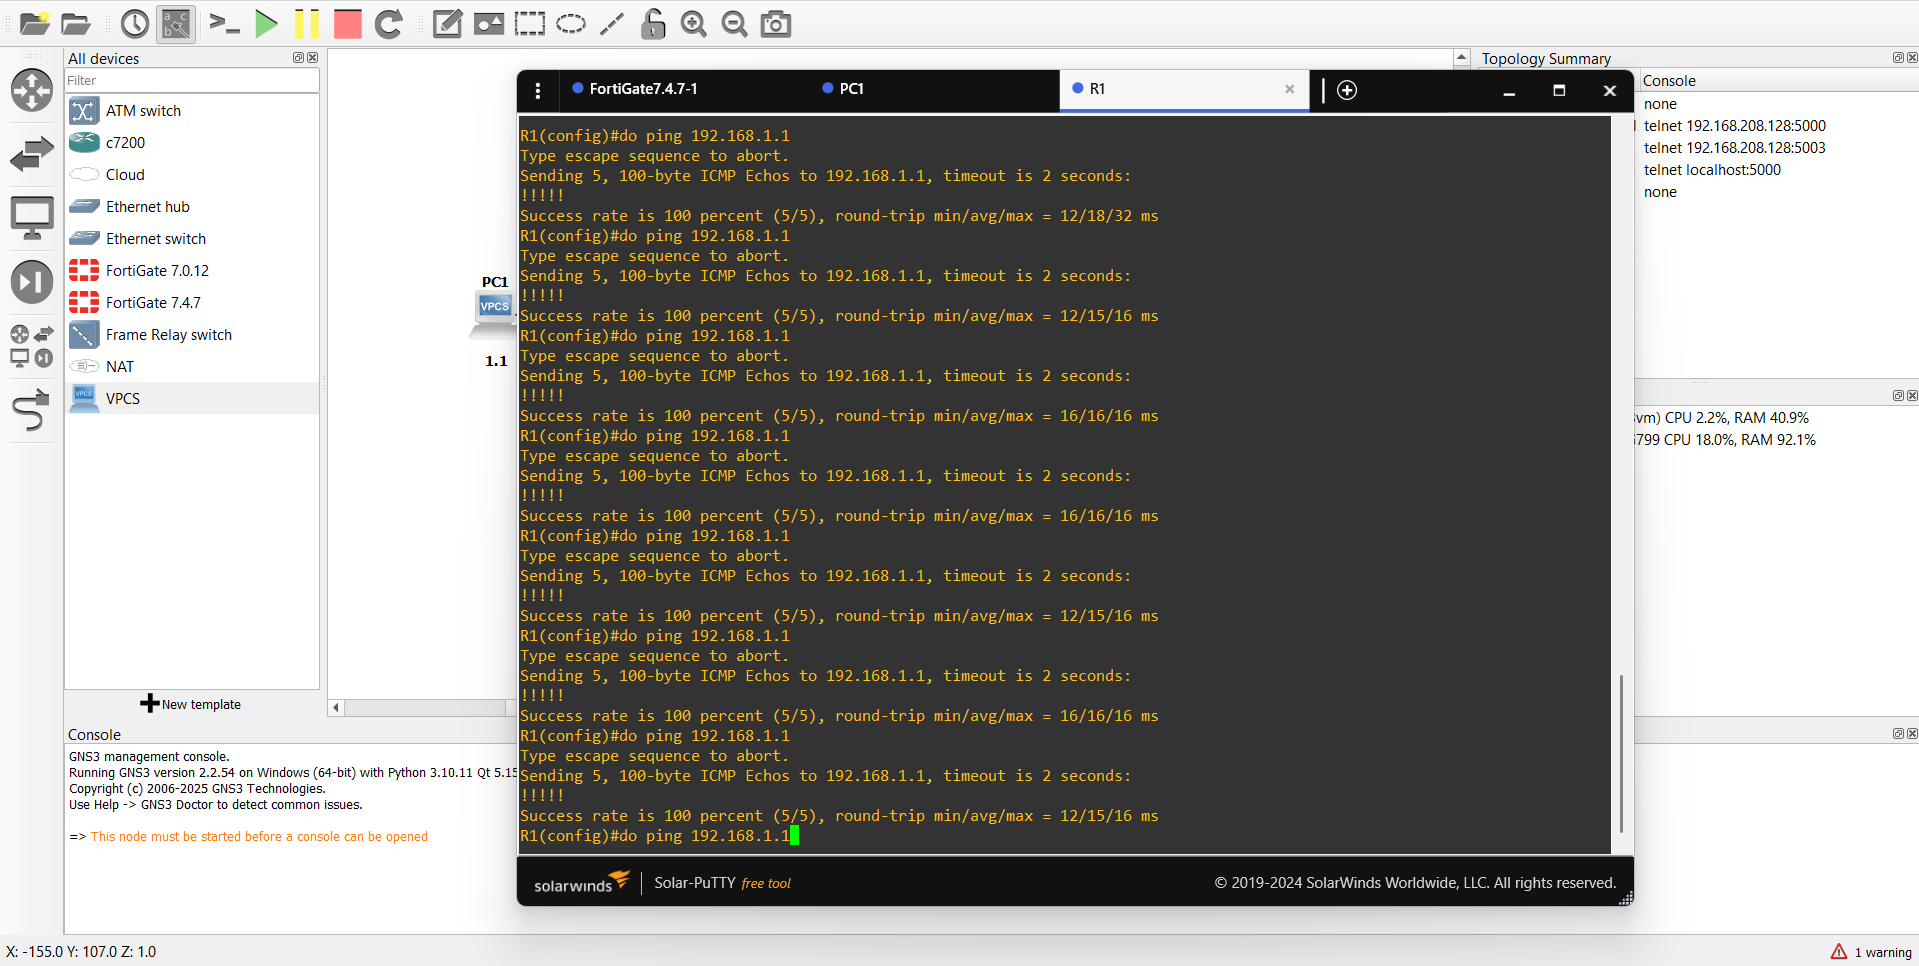 All devices
Filter
ATM switch
c7200
Cloud
Ethernet hub
Ethernet switch
FortiGate 7.0.12
FortiGate 7.4.7
Frame Relay switch
NAT
VPCS
New template
PC1
VPCS
1.1
FortiGate7.4.7-1
PC1
R1
R1(config)#do ping 192.168.1.1
Type escape sequence to abort.
Sending 5, 100-byte ICMP Echos to 192.168.1.1, timeout is 2 seconds:
!!!!!
Success rate is 100 percent (5/5), round-trip min/avg/max = 12/18/32 ms
R1(config)#do ping 192.168.1.1
Type escape sequence to abort.
Sending 5, 100-byte ICMP Echos to 192.168.1.1, timeout is 2 seconds:
!!!!!
Success rate is 100 percent (5/5), round-trip min/avg/max = 12/15/16 ms
R1(config)#do ping 192.168.1.1
Type escape sequence to abort.
Sending 5, 100-byte ICMP Echos to 192.168.1.1, timeout is 2 seconds:
!!!!!
Success rate is 100 percent (5/5), round-trip min/avg/max = 16/16/16 ms
R1(config)#do ping 192.168.1.1
Type escape sequence to abort.
Sending 5, 100-byte ICMP Echos to 192.168.1.1, timeout is 2 seconds:
!!!!!
Success rate is 100 percent (5/5), round-trip min/avg/max = 16/16/16 ms
R1(config)#do ping 192.168.1.1
Type escape sequence to abort.
Sending 5, 100-byte ICMP Echos to 192.168.1.1, timeout is 2 seconds:
!!!!!
Success rate is 100 percent (5/5), round-trip min/avg/max = 12/15/16 ms
R1(config)#do ping 192.168.1.1
Type escape sequence to abort.
Sending 5, 100-byte ICMP Echos to 192.168.1.1, timeout is 2 seconds:
!!!!!
Success rate is 100 percent (5/5), round-trip min/avg/max = 16/16/16 ms
R1(config)#do ping 192.168.1.1
Type escape sequence to abort.
Sending 5, 100-byte ICMP Echos to 192.168.1.1, timeout is 2 seconds:
!!!!!
Success rate is 100 percent (5/5), round-trip min/avg/max = 12/15/16 ms
R1(config)#do ping 192.168.1.1
solarwinds
Solar-PuTTY free tool
© 2019-2024 SolarWinds Worldwide, LLC. All rights reserved.
Topology Summary
Console
none
telnet 192.168.208.128:5000
telnet 192.168.208.128:5003
telnet localhost:5000
none
vm) CPU 2.2%, RAM 40.9%
799 CPU 18.0%, RAM 92.1%
Console
GNS3 management console.
Running GNS3 version 2.2.54 on Windows (64-bit) with Python 3.10.11 Qt 5.15
Copyright (c) 2006-2025 GNS3 Technologies.
Use Help -> GNS3 Doctor to detect common issues.
=> This node must be started before a console can be opened
X: -155.0 Y: 107.0 Z: 1.0
1 warning